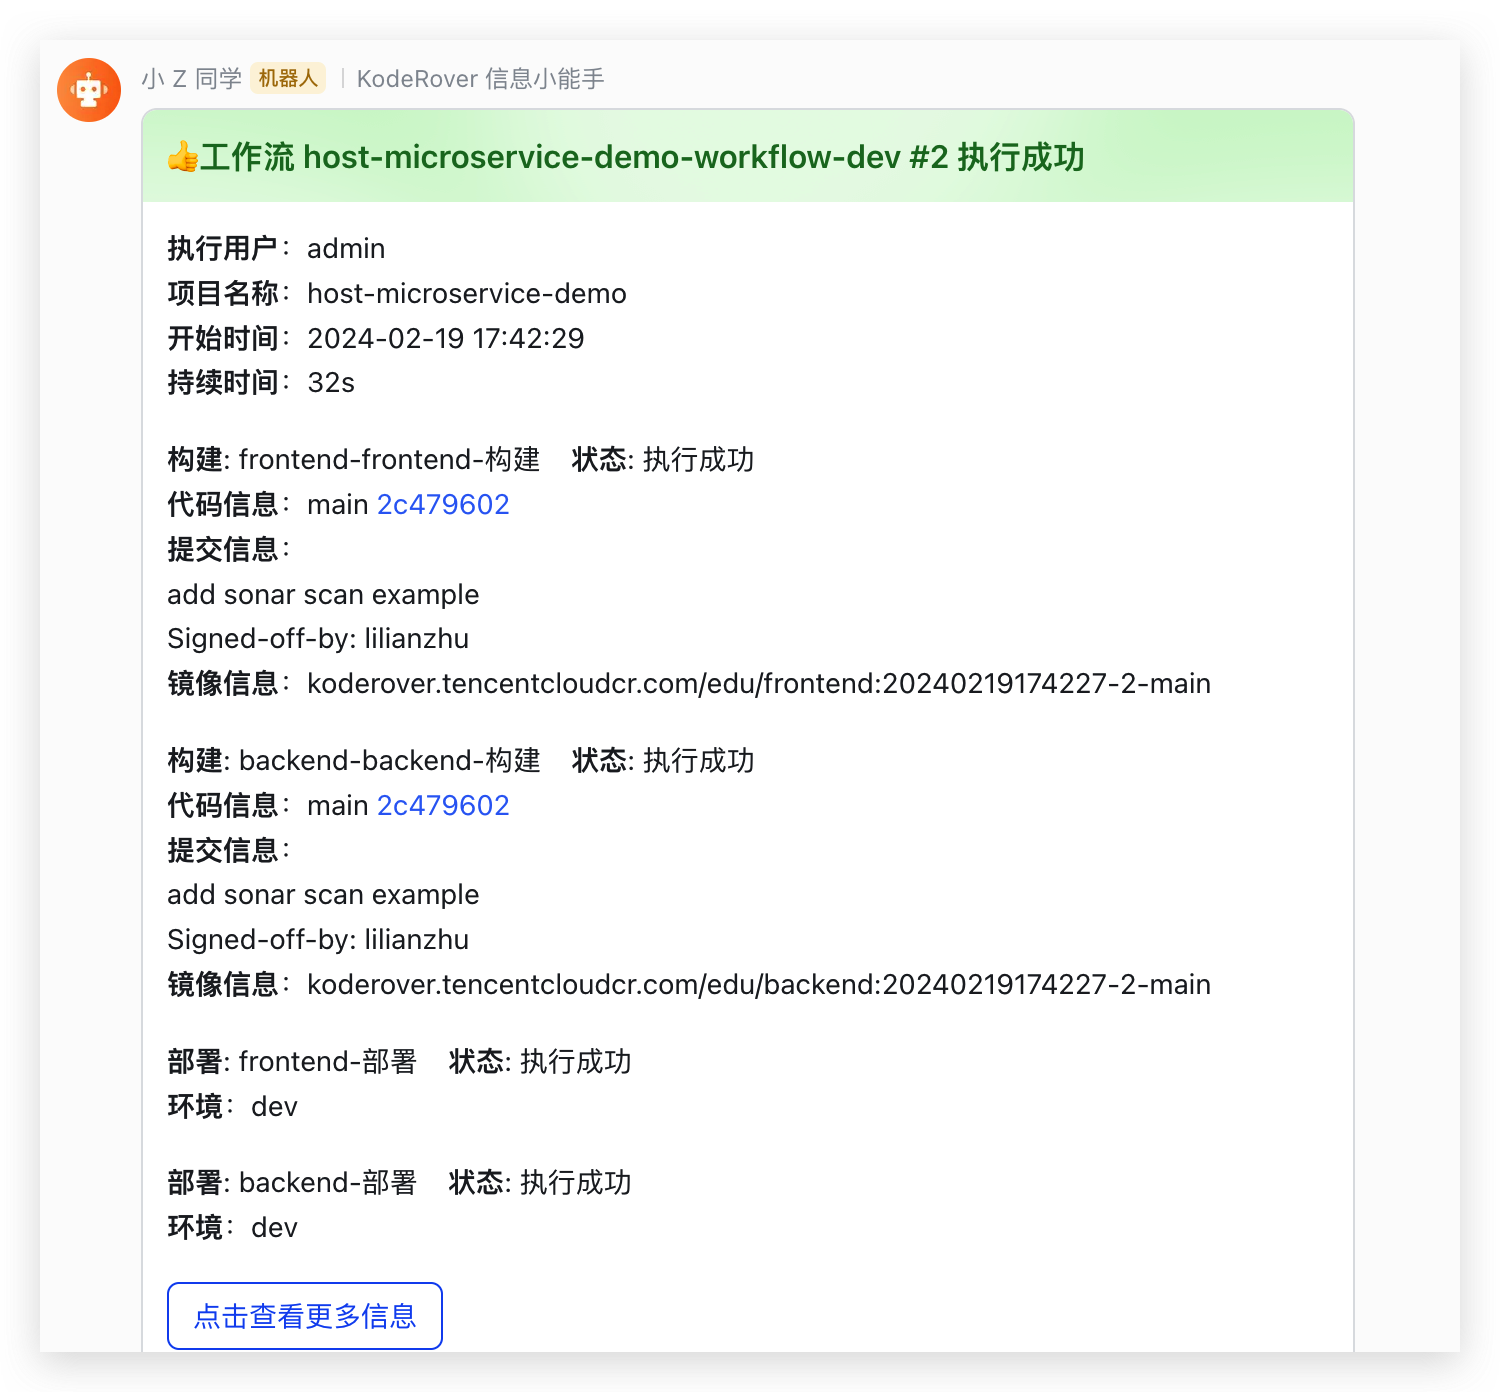 小 Z 同学 机器人 | KodeRover 信息小能手
👍工作流 host-microservice-demo-workflow-dev #2 执行成功
执行用户：admin
项目名称：host-microservice-demo
开始时间：2024-02-19 17:42:29
持续时间：32s
构建: frontend-frontend-构建 状态: 执行成功
代码信息：main 2c479602
提交信息：
add sonar scan example
Signed-off-by: lilianzhu
镜像信息：koderover.tencentcloudcr.com/edu/frontend:20240219174227-2-main
构建: backend-backend-构建 状态: 执行成功
代码信息：main 2c479602
提交信息：
add sonar scan example
Signed-off-by: lilianzhu
镜像信息：koderover.tencentcloudcr.com/edu/backend:20240219174227-2-main
部署: frontend-部署 状态: 执行成功
环境：dev
部署: backend-部署 状态: 执行成功
环境：dev
点击查看更多信息